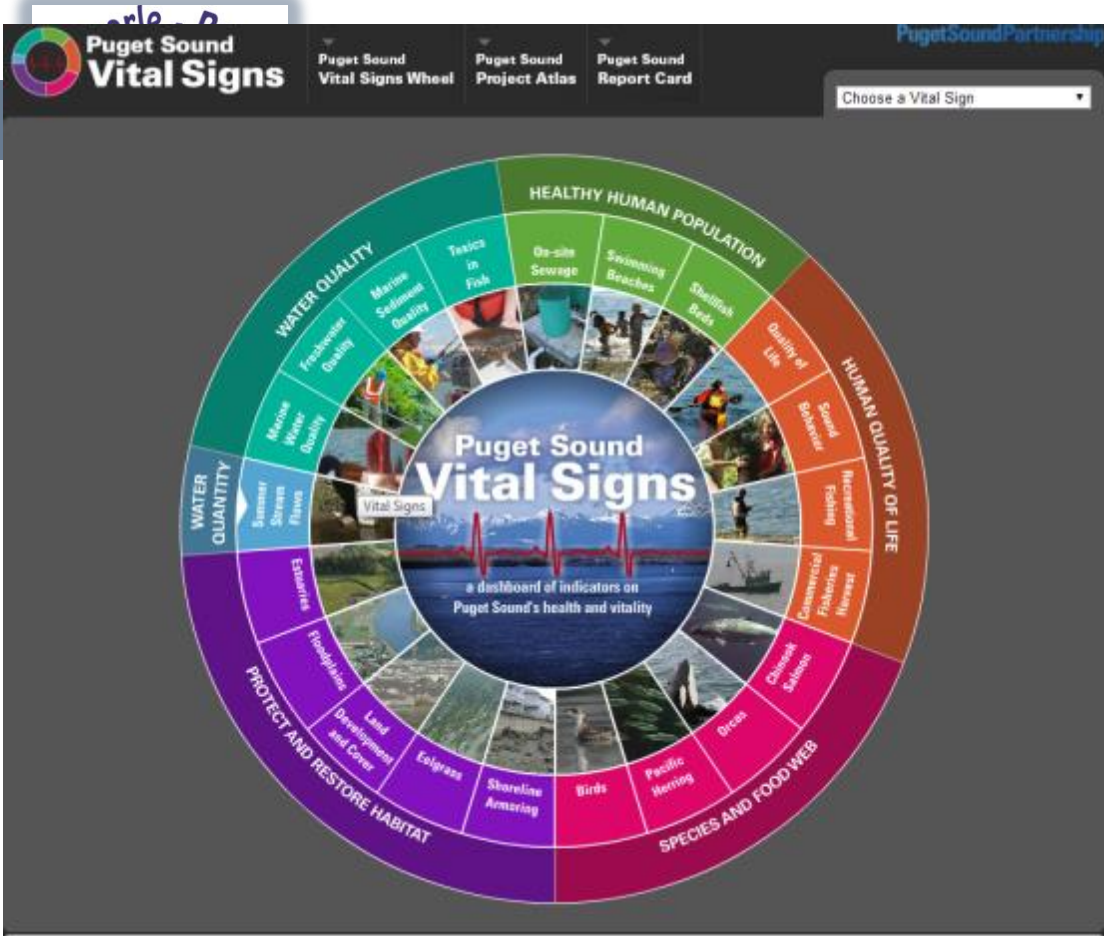 Puget Sound
Vital Signs
Puget Sound
Vital Signs Wheel
Puget Sound
Project Atlas
Puget Sound
Report Card
PugetSoundPartnership
Choose a Vital Sign
HEALTHY HUMAN POPULATION
On-site
Sewage
Swimming
Beaches
Shellfish
Beds
HUMAN QUALITY OF LIFE
Quality of
Life
Sound
Behavior
Recreational
Fishing
Commercial
Fisheries
Harvest
SPECIES AND FOOD WEB
Chinook
Salmon
Orcas
Pacific
Herring
Birds
PROTECT AND RESTORE HABITAT
Shoreline
Armoring
Eelgrass
Land
Development
and Cover
Floodplains
Estuaries
WATER
QUANTITY
Summer
Stream
Flows
WATER QUALITY
Marine
Water
Quality
Freshwater
Quality
Marine
Sediment
Quality
Toxics
in
Fish
Puget Sound
Vital Signs
Vital Signs
a dashboard of indicators on
Puget Sound's health and vitality